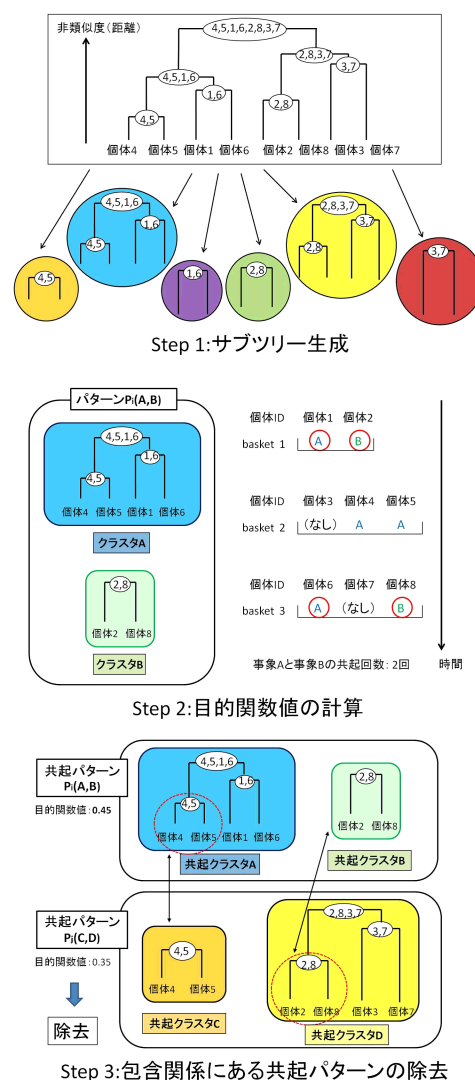 非類似度(距離)
4,5,1,6,2,8,3,7
4,5,1,6
2,8,3,7
1,6
3,7
4,5
2,8
個体4 個体5 個体1 個体6 個体2 個体8 個体3 個体7
4,5,1,6
1,6
4,5
2,8,3,7
3,7
2,8
4,5
1,6
2,8
3,7
Step 1:サブツリー生成
パターンPi(A,B)
4,5,1,6
1,6
4,5
個体4 個体5 個体1 個体6
クラスタA
2,8
個体2 個体8
クラスタB
個体ID 個体1 個体2
basket 1 A B
個体ID 個体3 個体4 個体5
basket 2 (なし) A A
個体ID 個体6 個体7 個体8
basket 3 A (なし) B
事象Aと事象Bの共起回数: 2回
時間
Step 2:目的関数値の計算
共起パターン
Pi(A,B)
目的関数値:0.45
4,5,1,6
1,6
4,5
個体4 個体5 個体1 個体6
共起クラスタA
2,8
個体2 個体8
共起クラスタB
共起パターン
Pj(C,D)
目的関数値:0.35
除去
4,5
個体4 個体5
共起クラスタC
2,8,3,7
3,7
2,8
個体2 個体8 個体3 個体7
共起クラスタD
Step 3:包含関係にある共起パターンの除去